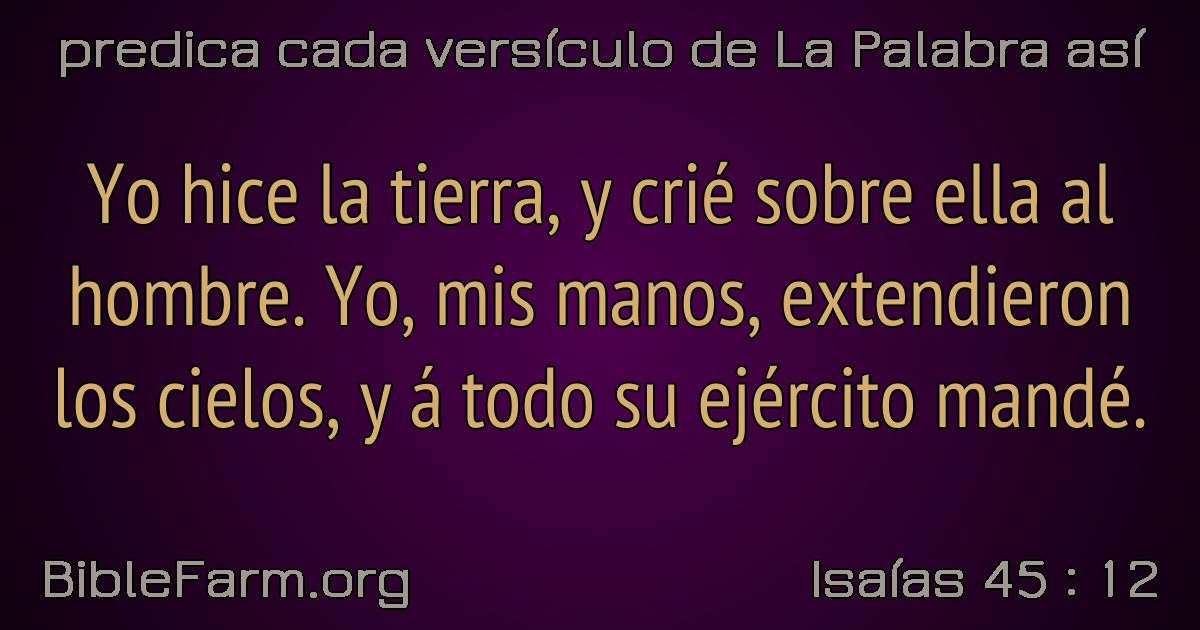 predica cada versículo de La Palabra así
Yo hice la tierra, y crié sobre ella al
hombre. Yo, mis manos, extendieron
los cielos, y á todo su ejército mandé.
BibleFarm.org
Isaías 45 : 12